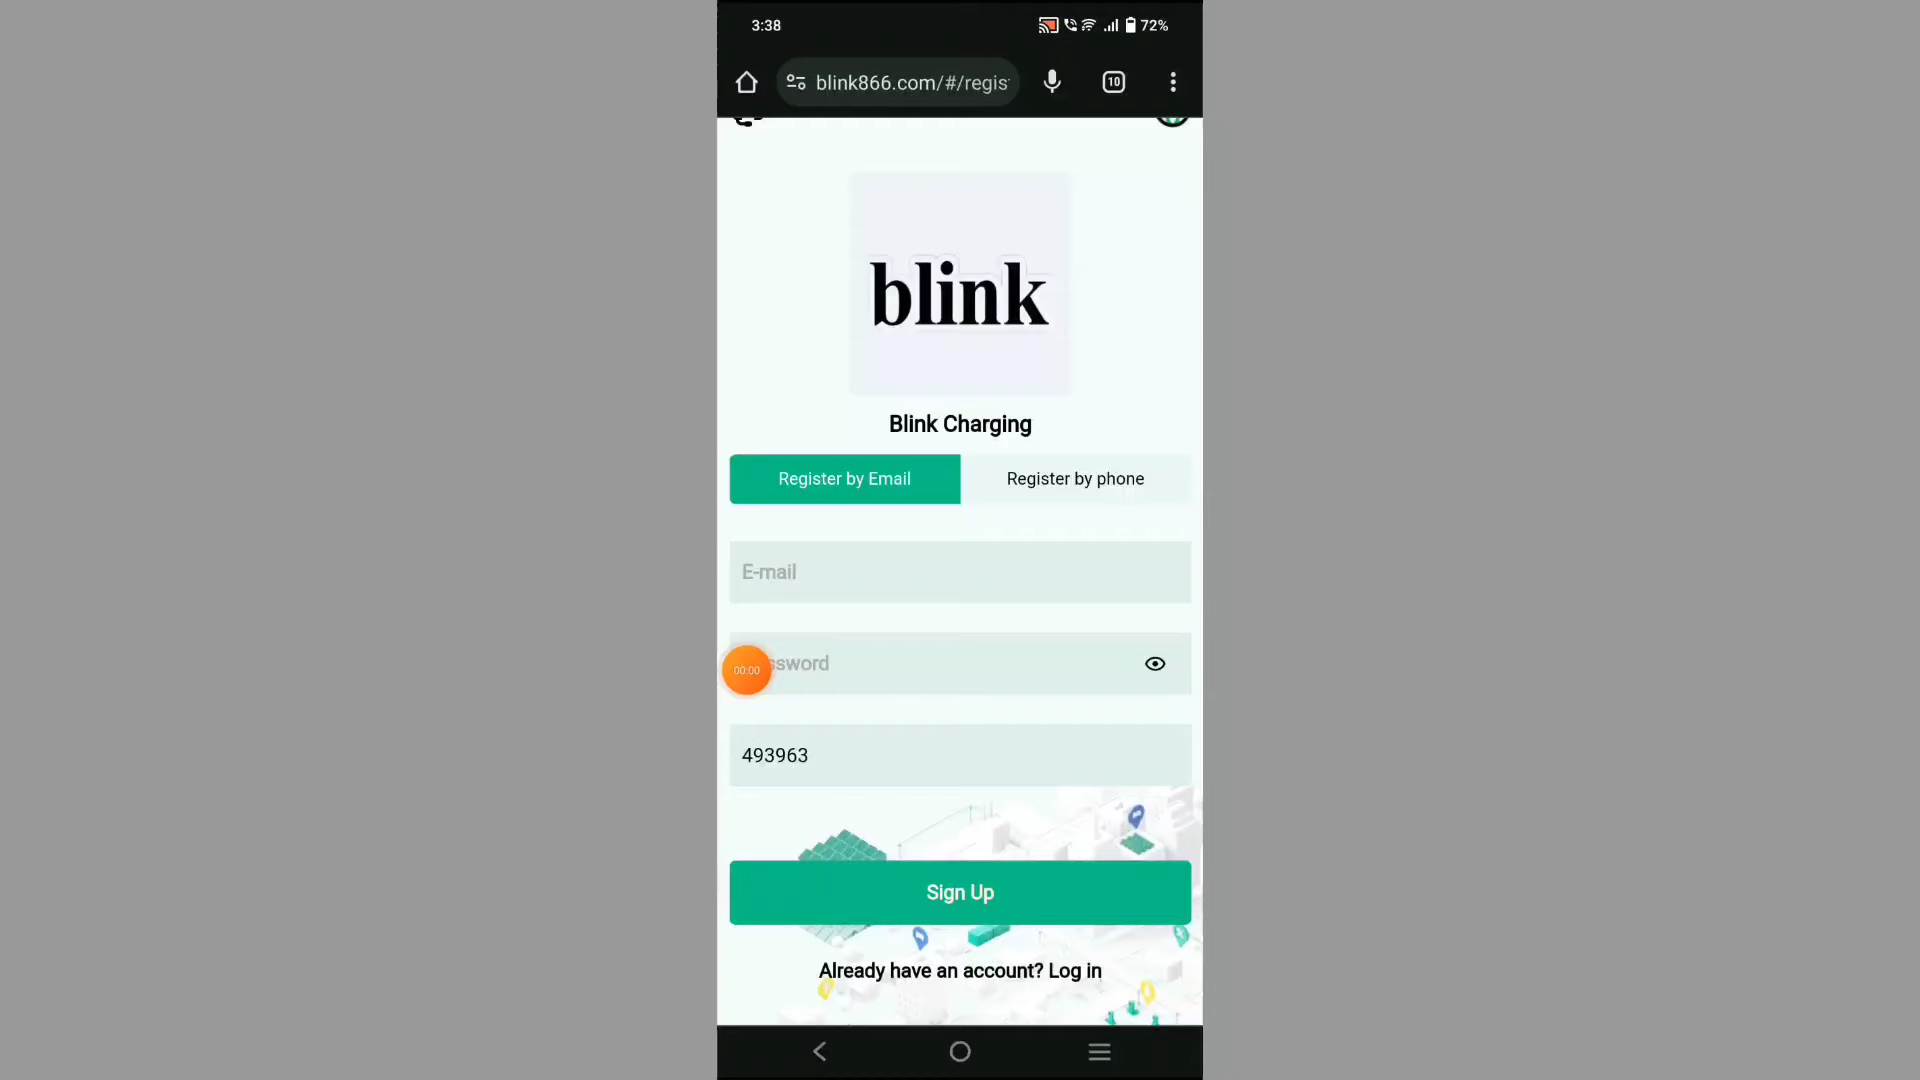 3:38
72%
blink866.com/#/regis
10
blink
Blink Charging
Register by Email
Register by phone
E-mail
ssword
00:00
493963
Sign Up
Already have an account? Log in